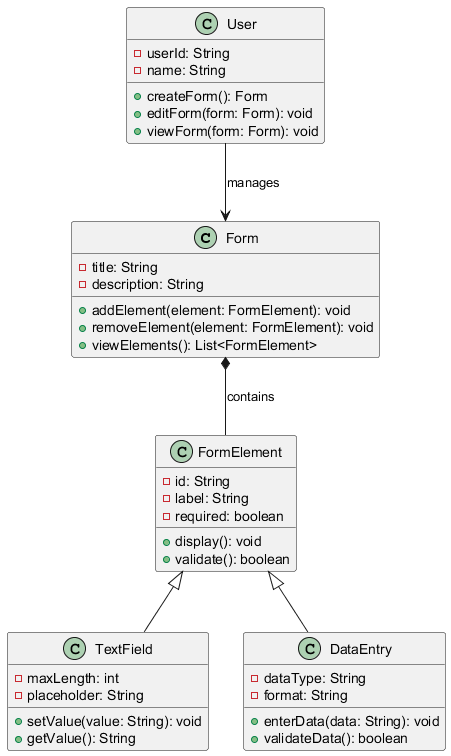 C User
userId: String
name: String
createForm(): Form
editForm(form: Form): void
viewForm(form: Form): void
manages
C Form
title: String
description: String
addElement(element: FormElement): void
removeElement(element: FormElement): void
viewElements(): List<FormElement>
contains
C FormElement
id: String
label: String
required: boolean
display(): void
validate(): boolean
C TextField
maxLength: int
placeholder: String
setValue(value: String): void
getValue(): String
C DataEntry
dataType: String
format: String
enterData(data: String): void
validateData(): boolean